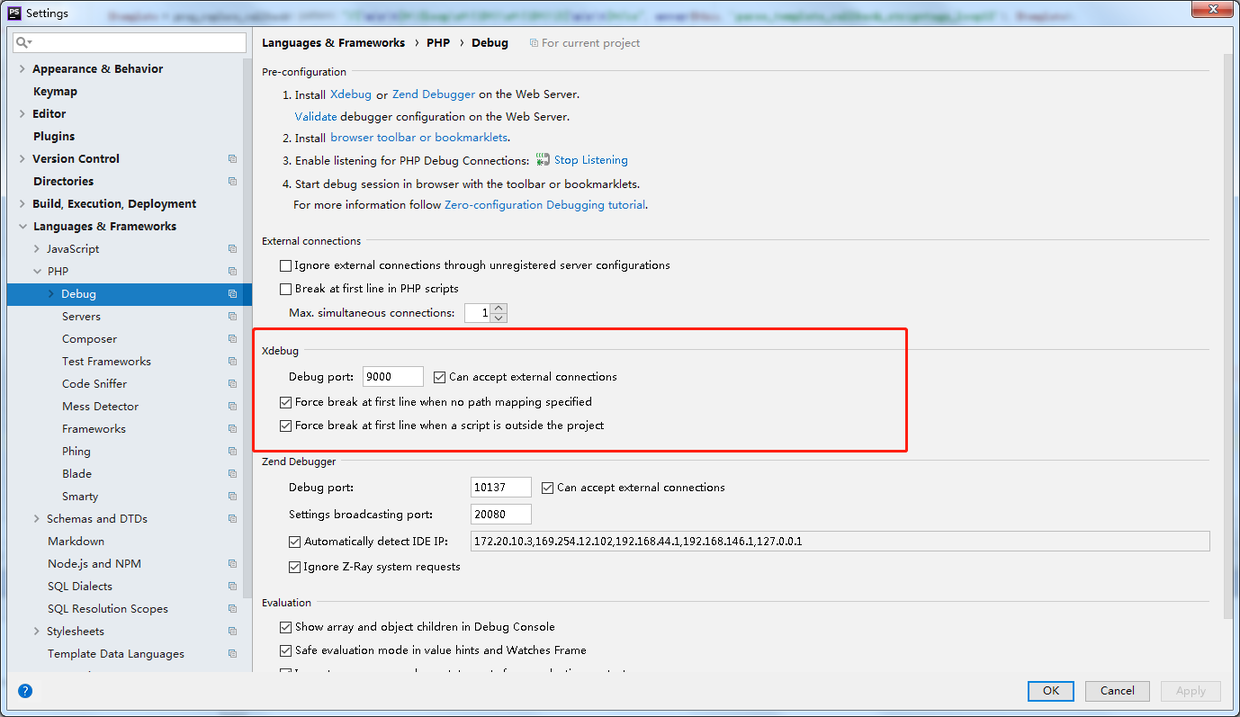 PS Settings
Appearance & Behavior
Keymap
Editor
Plugins
Version Control
Directories
Build, Execution, Deployment
Languages & Frameworks
JavaScript
PHP
Debug
Servers
Composer
Test Frameworks
Code Sniffer
Mess Detector
Frameworks
Phing
Blade
Smarty
Schemas and DTDs
Markdown
Node.js and NPM
SQL Dialects
SQL Resolution Scopes
Stylesheets
Template Data Languages
Languages & Frameworks › PHP › Debug For current project
Pre-configuration
1. Install Xdebug or Zend Debugger on the Web Server.
Validate debugger configuration on the Web Server.
2. Install browser toolbar or bookmarklets.
3. Enable listening for PHP Debug Connections: Stop Listening
4. Start debug session in browser with the toolbar or bookmarklets.
For more information follow Zero-configuration Debugging tutorial.
External connections
Ignore external connections through unregistered server configurations
Break at first line in PHP scripts
Max. simultaneous connections: 1
Xdebug
Debug port: 9000 Can accept external connections
Force break at first line when no path mapping specified
Force break at first line when a script is outside the project
Zend Debugger
Debug port: 10137 Can accept external connections
Settings broadcasting port: 20080
Automatically detect IDE IP: 172.20.10.3,169.254.12.102,192.168.44.1,192.168.146.1,127.0.0.1
Ignore Z-Ray system requests
Evaluation
Show array and object children in Debug Console
Safe evaluation mode in value hints and Watches Frame
? OK Cancel Apply